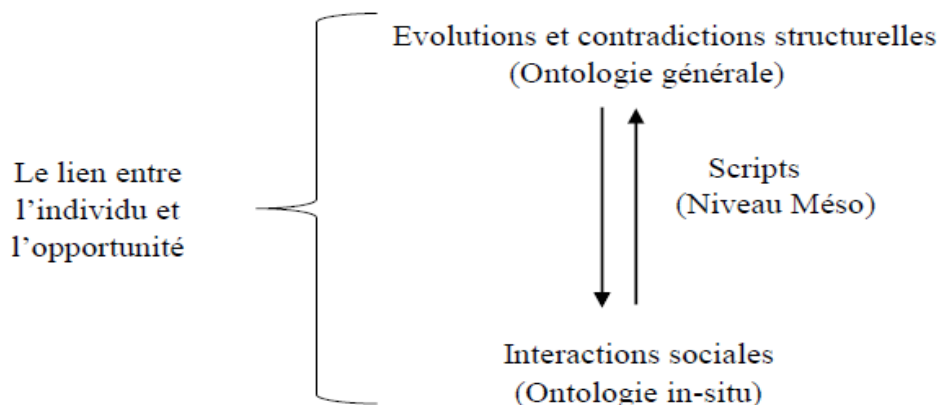 Evolutions et contradictions structurelles
(Ontologie générale)
Le lien entre
l'individu et
l'opportunité
Scripts
(Niveau Méso)
Interactions sociales
(Ontologie in-situ)